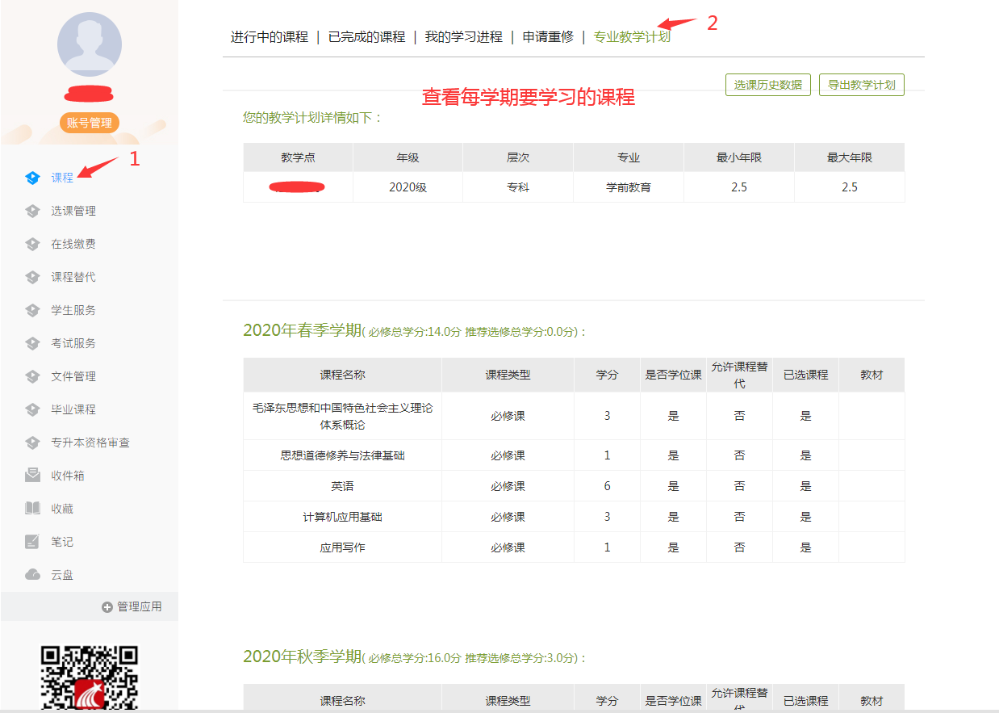 账号管理
课程
1
选课管理
在线缴费
课程替代
学生服务
考试服务
文件管理
毕业课程
专升本资格审查
收件箱
收藏
笔记
云盘
管理应用
进行中的课程 | 已完成的课程 | 我的学习进程 | 申请重修 | 专业教学计划
2
选课历史数据 导出教学计划
查看每学期要学习的课程
您的教学计划详情如下：
教学点 年级 层次 专业 最小年限 最大年限
2020级 专科 学前教育 2.5 2.5
2020年春季学期( 必修总学分:14.0分 推荐选修总学分:0.0分)：
课程名称 课程类型 学分 是否学位课 允许课程替代 已选课程 教材
毛泽东思想和中国特色社会主义理论
体系概论 必修课 3 是 否 是
思想道德修养与法律基础 必修课 1 是 否 是
英语 必修课 6 是 否 是
计算机应用基础 必修课 3 是 否 是
应用写作 必修课 1 是 否 是
2020年秋季学期( 必修总学分:16.0分 推荐选修总学分:3.0分)：
课程名称 课程类型 学分 是否学位课 允许课程替代 已选课程 教材